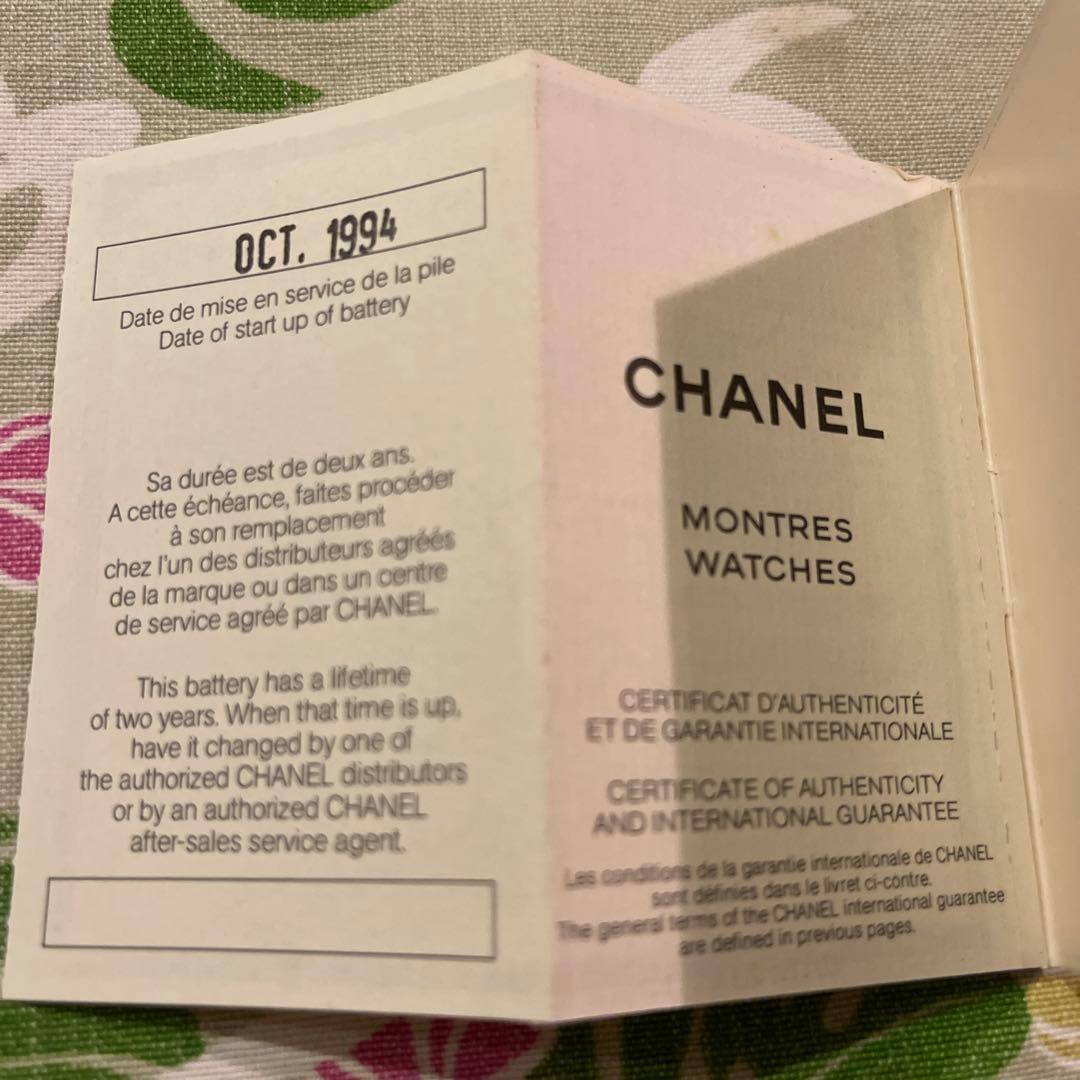 OCT. 1994
Date de mise en service de la pile
Date of start up of battery
Sa durée est de deux ans.
A cette échéance, faites procéder
à son remplacement
chez l'un des distributeurs agréés
de la marque ou dans un centre
de service agréé par CHANEL.
This battery has a lifetime
of two years. When that time is up,
have it changed by one of
the authorized CHANEL distributors
or by an authorized CHANEL
after-sales service agent.
CHANEL
MONTRES
WATCHES
CERTIFICAT D'AUTHENTICITÉ
ET DE GARANTIE INTERNATIONALE
CERTIFICATE OF AUTHENTICITY
AND INTERNATIONAL GUARANTEE
Les conditions de la garantie internationale de CHANEL
sont définies dans le livret ci-contre.
The general terms of the CHANEL international guarantee
are defined in previous pages.